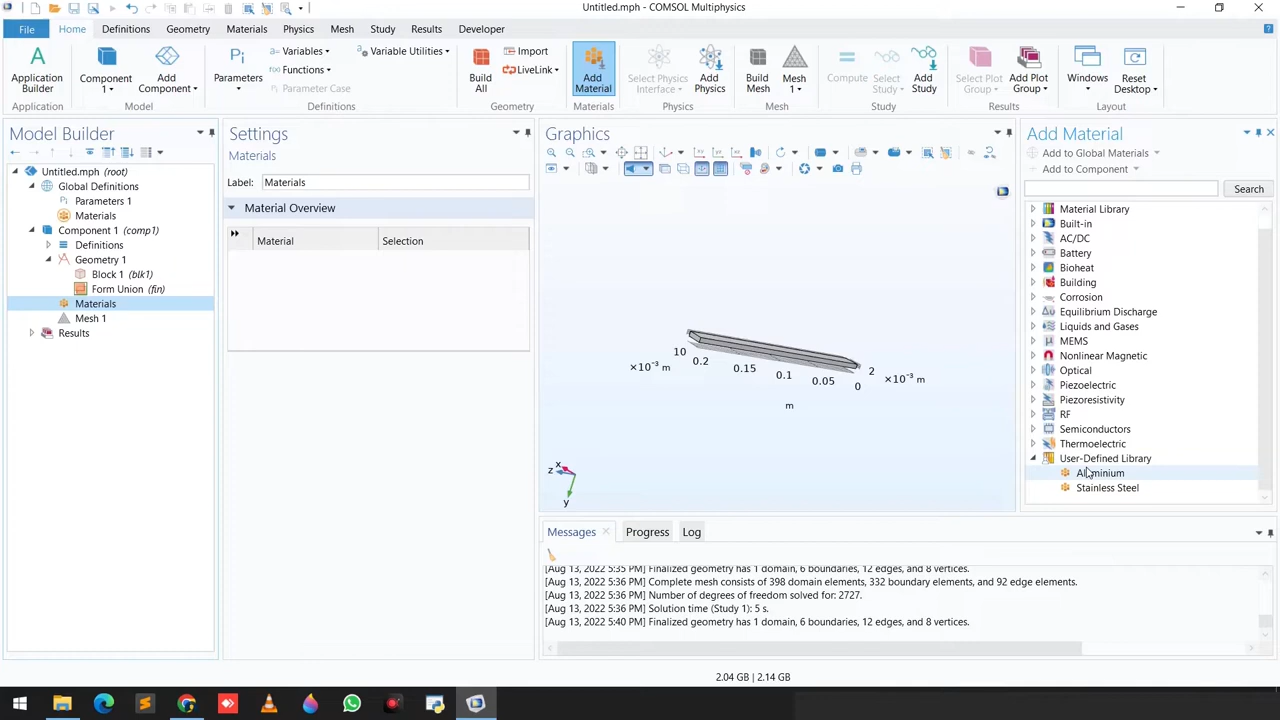 Untitled.mph - COMSOL Multiphysics
File Home Definitions Geometry Materials Physics Mesh Study Results Developer
Application Builder
Component 1
Add Component
Parameters
a= Variables
f(x) Functions
Pi Parameter Case
a= Variable Utilities
Build All
Import
LiveLink
Add Material
Select Physics Interface
Add Physics
Build Mesh
Mesh 1
Compute
Select Study
Add Study
Select Plot Group
Add Plot Group
Windows
Reset Desktop
Application Model Definitions Geometry Materials Physics Mesh Study Results Layout
Model Builder
Untitled.mph (root)
Global Definitions
Parameters 1
Materials
Component 1 (comp1)
Definitions
Geometry 1
Block 1 (blk1)
Form Union (fin)
Materials
Mesh 1
Results
Settings
Materials
Label: Materials
Material Overview
Material Selection
Graphics
10
×10⁻³ m
0.2
0.15
0.1
0.05
0
2
×10⁻³ m
m
x
z
y
Messages Progress Log
[Aug 13, 2022 5:35 PM] Finalized geometry has 1 domain, 6 boundaries, 12 edges, and 8 vertices.
[Aug 13, 2022 5:36 PM] Complete mesh consists of 398 domain elements, 332 boundary elements, and 92 edge elements.
[Aug 13, 2022 5:36 PM] Number of degrees of freedom solved for: 2727.
[Aug 13, 2022 5:36 PM] Solution time (Study 1): 5 s.
[Aug 13, 2022 5:40 PM] Finalized geometry has 1 domain, 6 boundaries, 12 edges, and 8 vertices.
Add Material
Add to Global Materials
Add to Component
Search
Material Library
Built-in
AC/DC
Battery
Bioheat
Building
Corrosion
Equilibrium Discharge
Liquids and Gases
MEMS
Nonlinear Magnetic
Optical
Piezoelectric
Piezoresistivity
RF
Semiconductors
Thermoelectric
User-Defined Library
Aluminium
Stainless Steel
2.04 GB | 2.14 GB